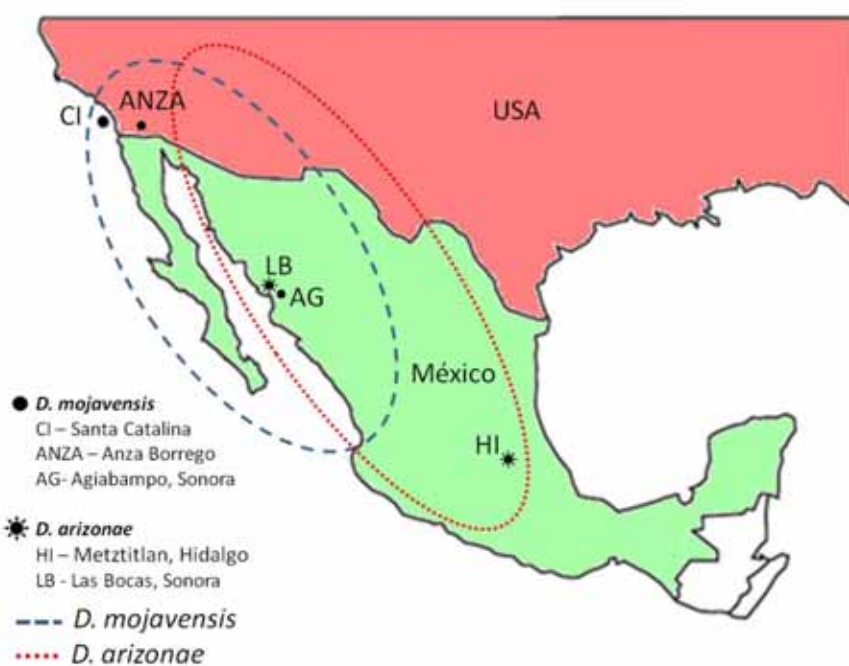 USA
ANZA
CI
LB
AG
México
HI
D. mojavensis
CI – Santa Catalina
ANZA – Anza Borrego
AG- Agiabampo, Sonora
D. arizonae
HI – Metztitlan, Hidalgo
LB - Las Bocas, Sonora
D. mojavensis
D. arizonae